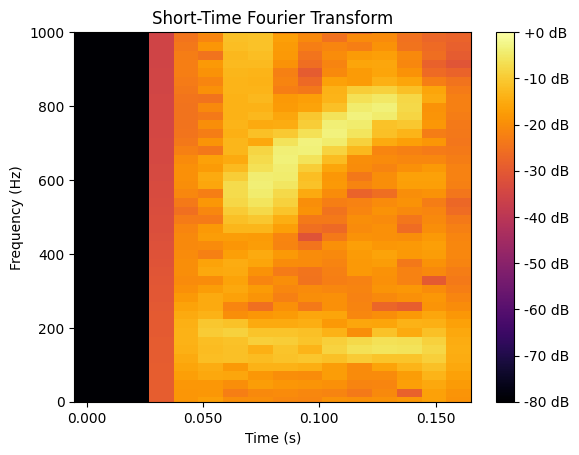 Short-Time Fourier Transform
Frequency (Hz)
1000
800
600
400
200
0
0.000
0.050
0.100
0.150
Time (s)
+0 dB
-10 dB
-20 dB
-30 dB
-40 dB
-50 dB
-60 dB
-70 dB
-80 dB